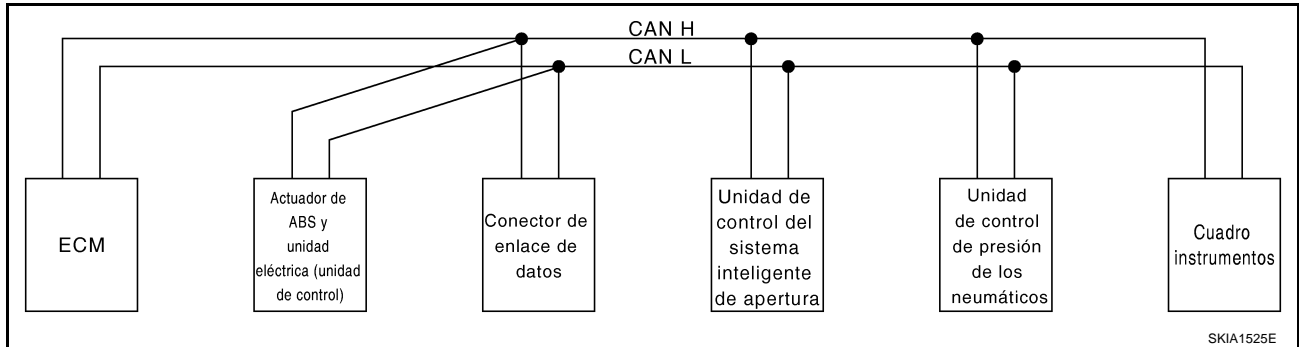 CAN H
CAN L
ECM
Actuador de
ABS y
unidad
eléctrica (unidad
de control)
Conector de
enlace de
datos
Unidad de
control del
sistema
inteligente
de apertura
Unidad
de control
de presión
de los
neumáticos
Cuadro
instrumentos
SKIA1525E